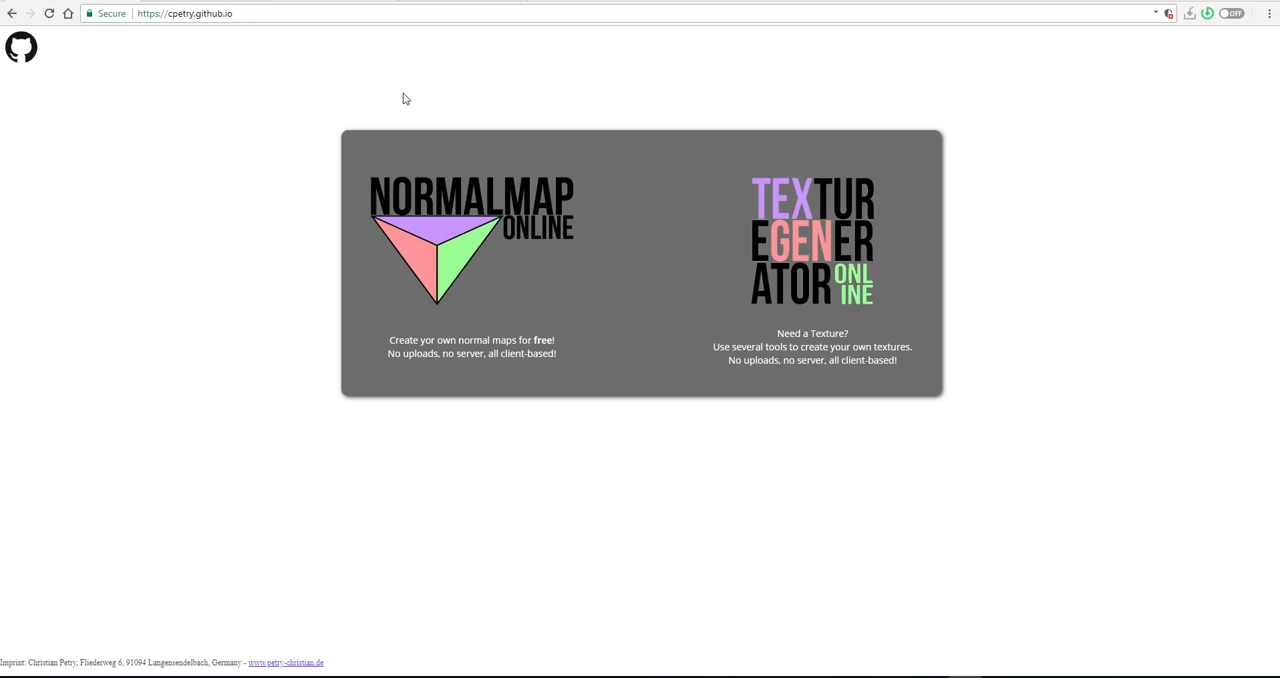 Secure https://cpetry.github.io
OFF
NORMALMAP
ONLINE
Create yor own normal maps for free!
No uploads, no server, all client-based!
TEXTUR
EGENER
ATOR ONL
INE
Need a Texture?
Use several tools to create your own textures.
No uploads, no server, all client-based!
Imprint: Christian Petry, Fliederweg 6, 91094 Langensendelbach, Germany - www.petry-christian.de